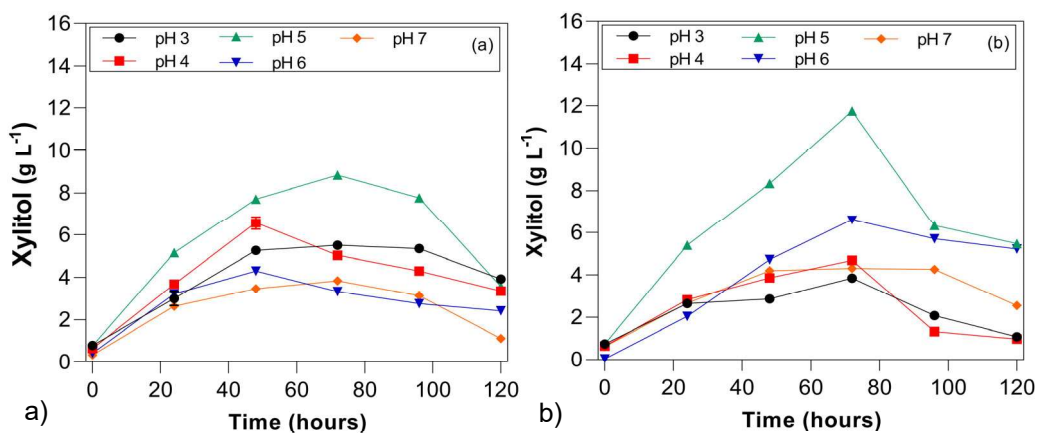 16
14
12
10
8
6
4
2
0
Xylitol (g L-1)
pH 3 pH 5 pH 7 (a)
pH 4 pH 6
0 20 40 60 80 100 120
Time (hours)
a)
16
14
12
10
8
6
4
2
0
Xylitol (g L-1)
pH 3 pH 5 pH 7 (b)
pH 4 pH 6
0 20 40 60 80 100 120
Time (hours)
b)